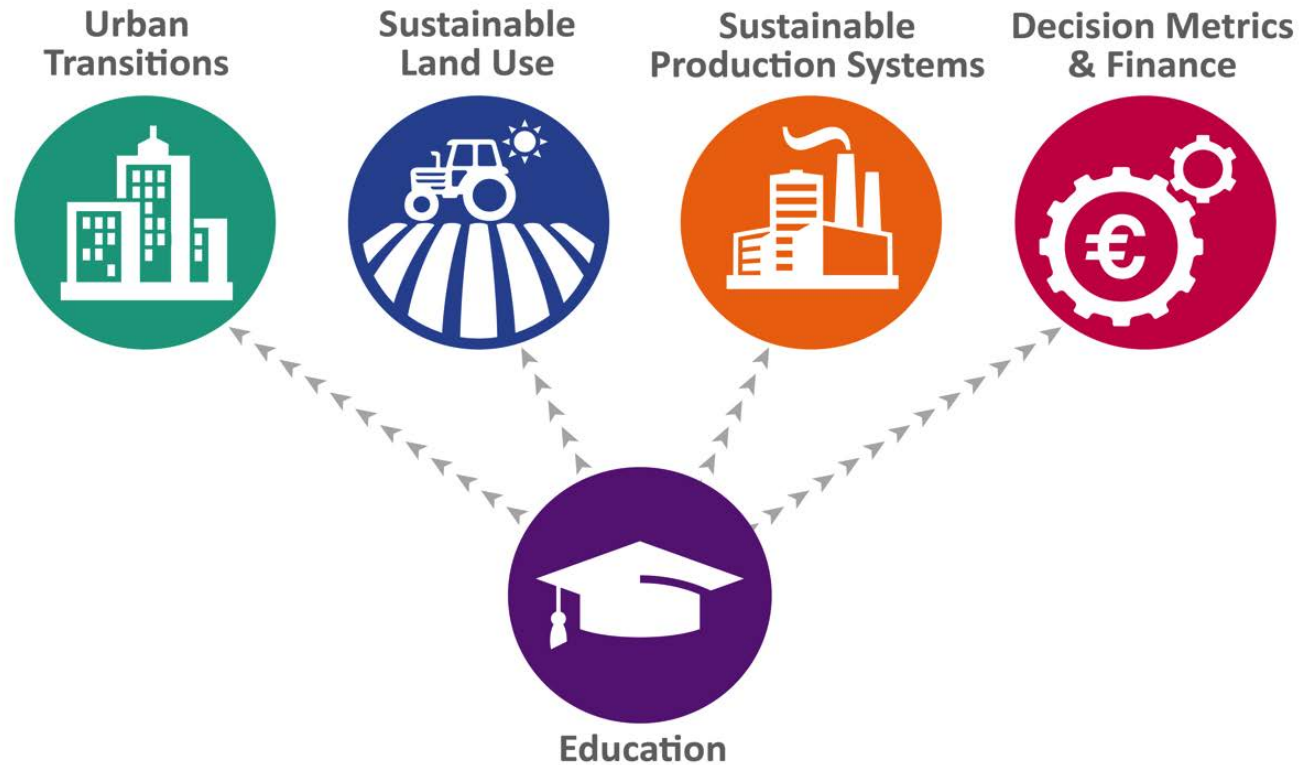 Urban
Transitions
Sustainable
Land Use
Sustainable
Production Systems
Decision Metrics
& Finance
€
Education